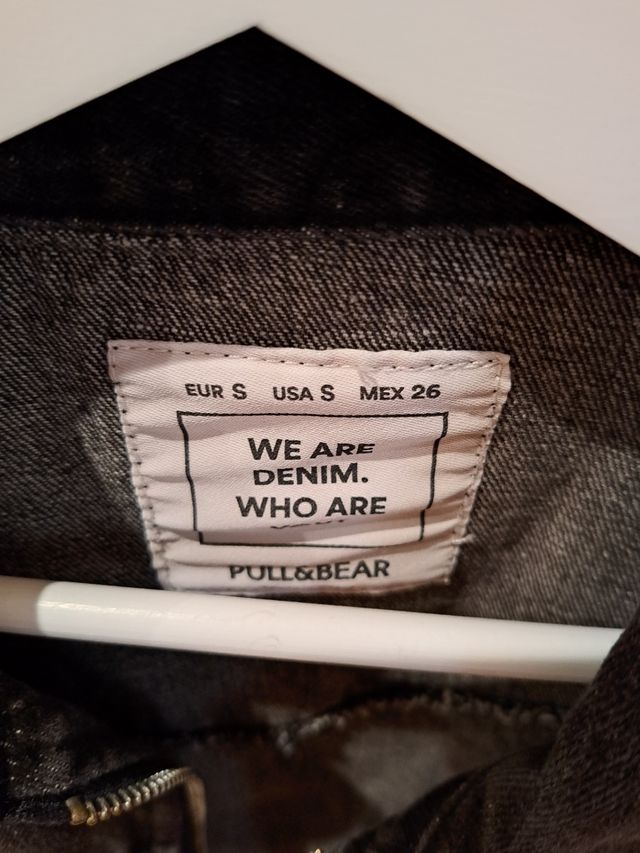 EUR S USA S MEX 26
WE ARE
DENIM.
WHO ARE
PULL&BEAR